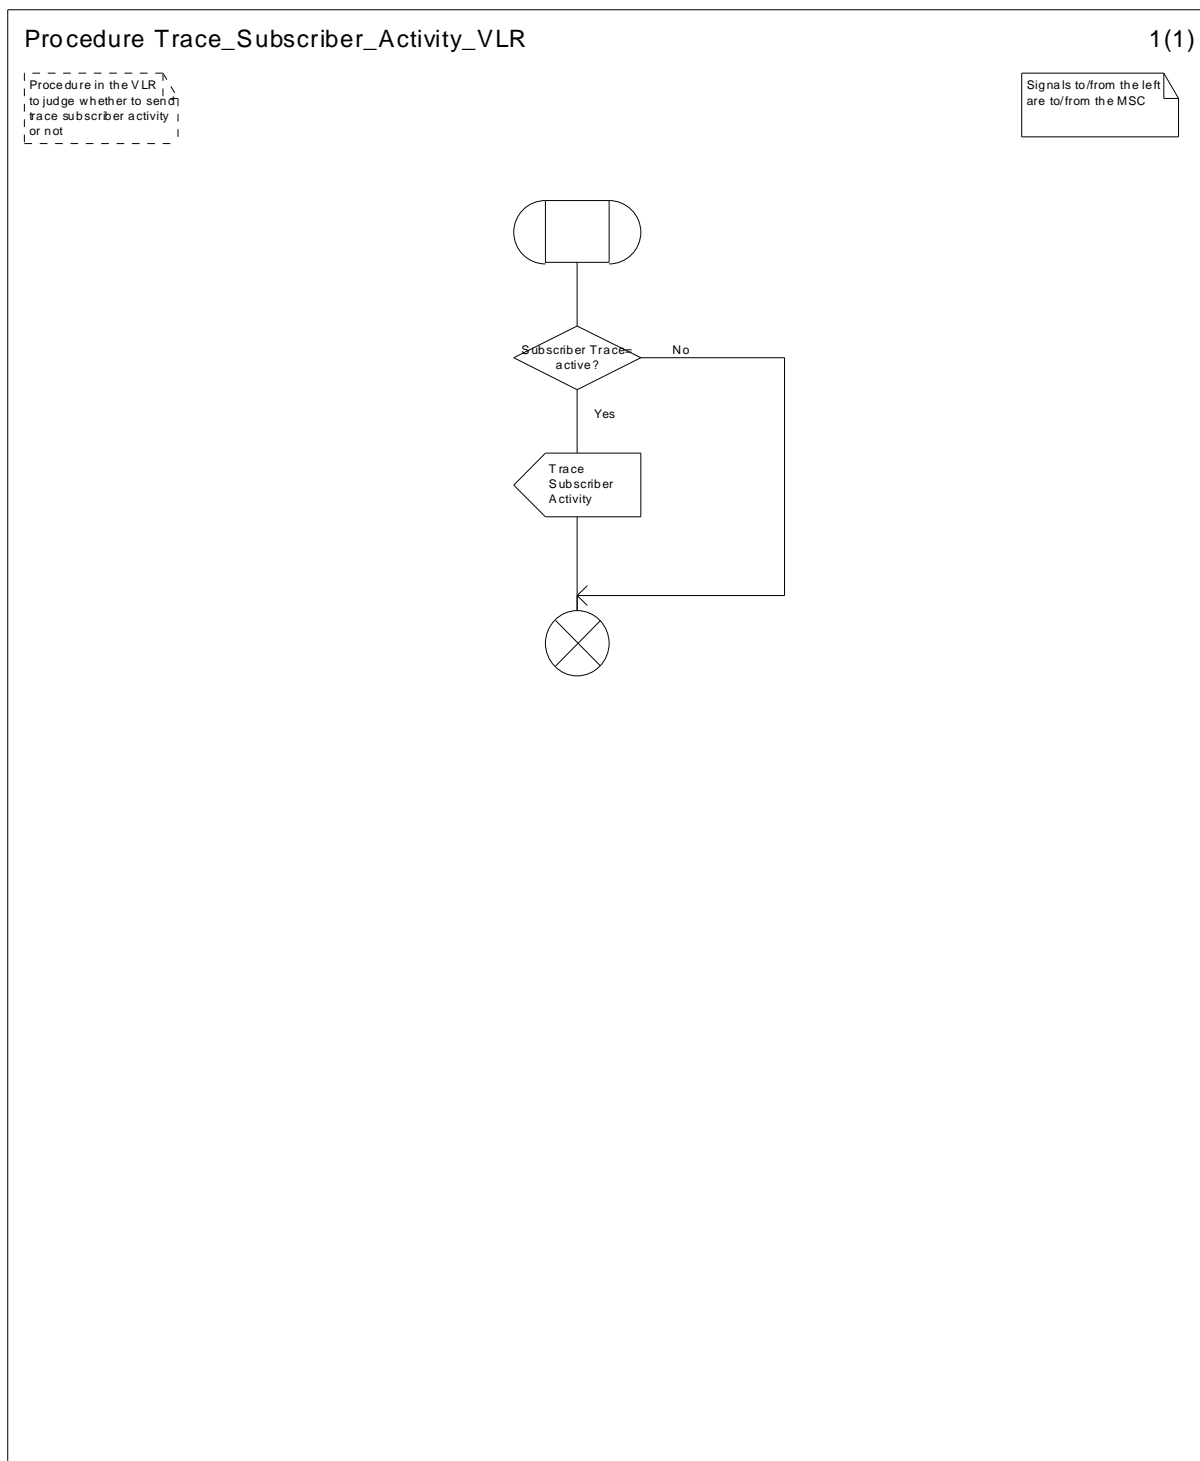 Procedure Trace_Subscriber_Activity_VLR
1(1)
Procedure in the VLR
to judge whether to send
trace subscriber activity
or not
Signals to/from the left
are to/from the MSC
Subscriber Trace=
active?
No
Yes
Trace
Subscriber
Activity